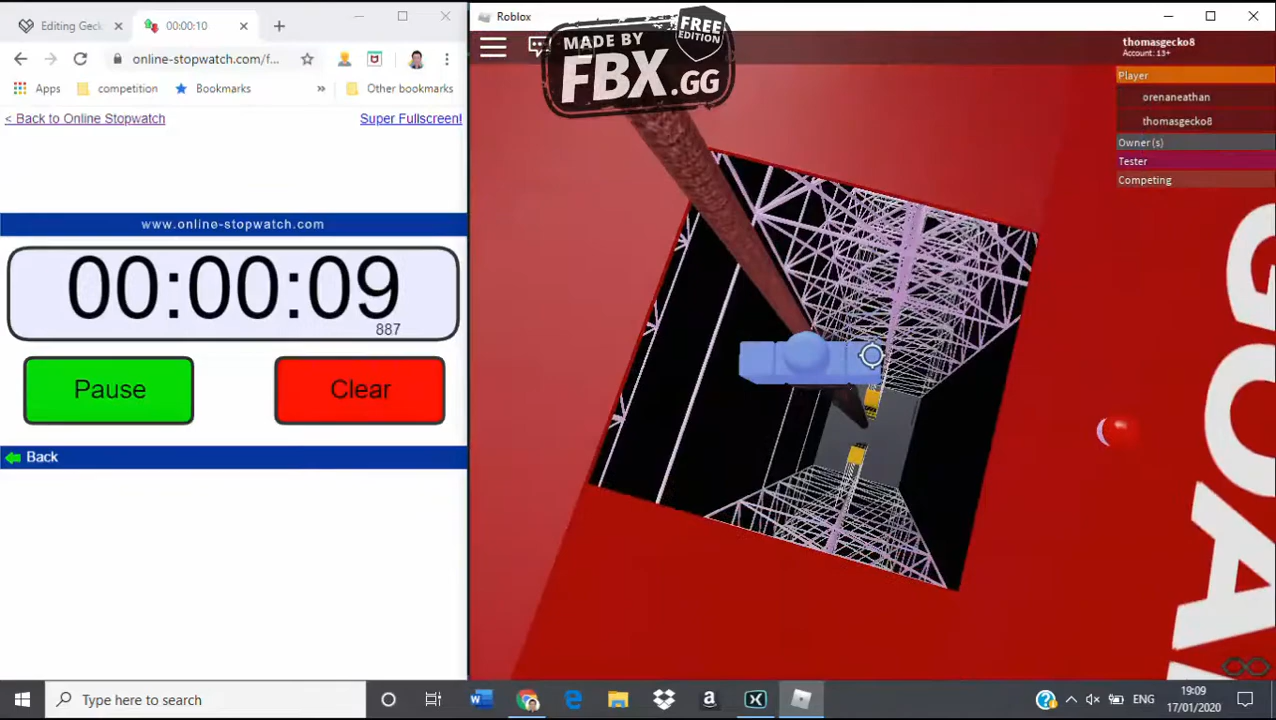 Editing Geck
00:00:10
online-stopwatch.com/f...
Apps
competition
Bookmarks
»
Other bookmarks
< Back to Online Stopwatch
Super Fullscreen!
www.online-stopwatch.com
00:00:09
887
Pause
Clear
Back
Roblox
MADE BY
FBX.GG
FREE
EDITION
thomasgecko8
Account: 13+
Player
orenaneathan
thomasgecko8
Owner(s)
Tester
Competing
GOA
Type here to search
ENG
19:09
17/01/2020